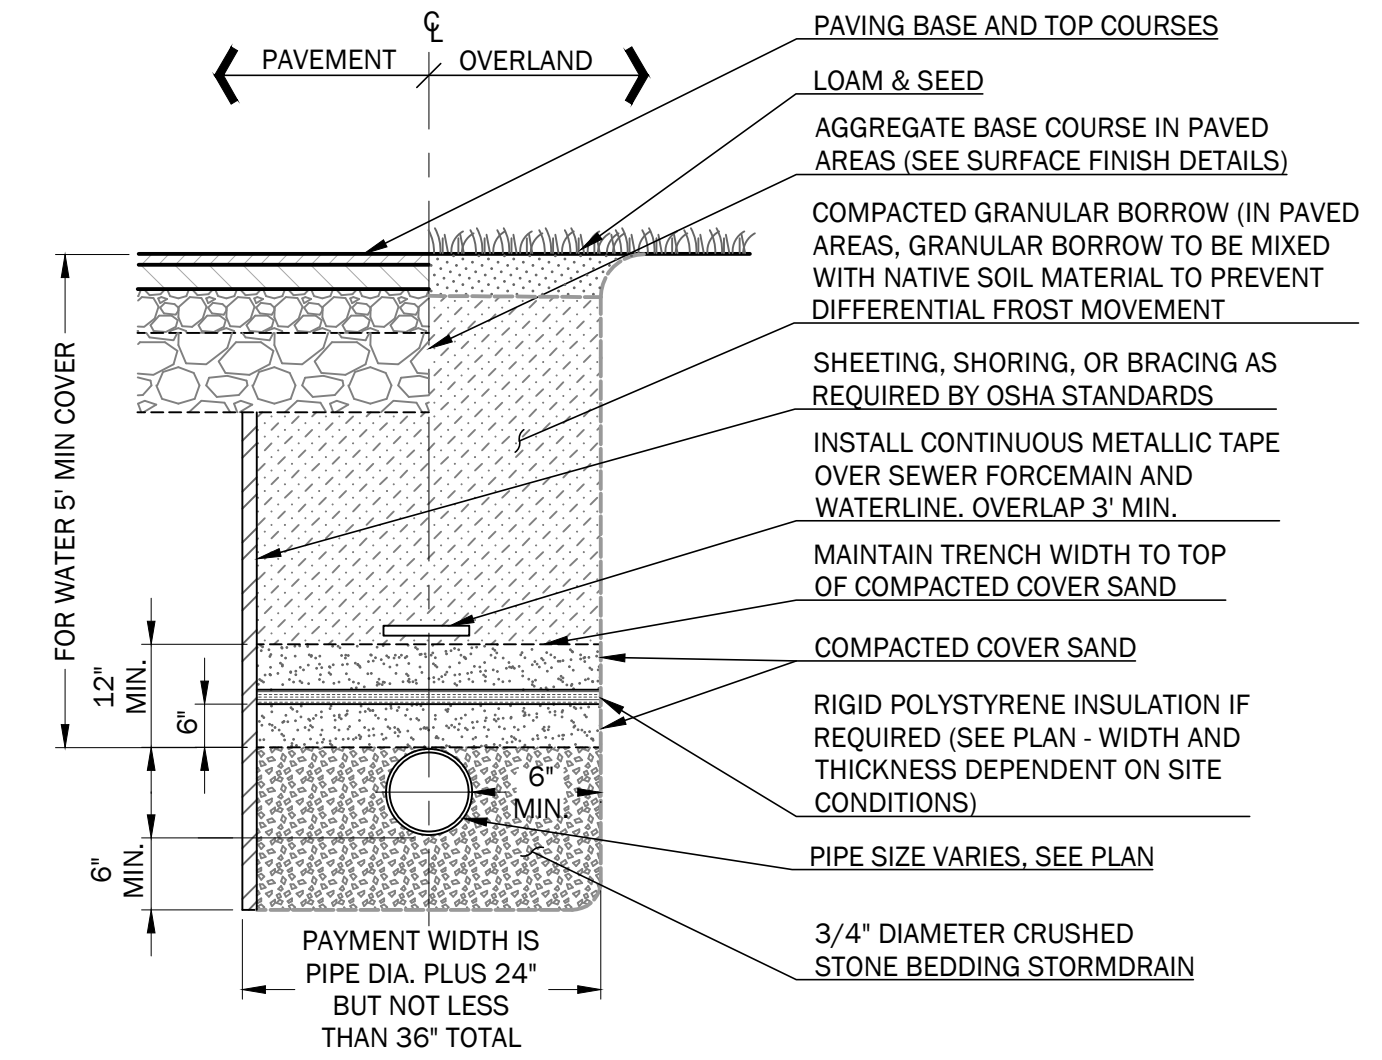 ℄
PAVEMENT
OVERLAND
PAVING BASE AND TOP COURSES
LOAM & SEED
AGGREGATE BASE COURSE IN PAVED
AREAS (SEE SURFACE FINISH DETAILS)
COMPACTED GRANULAR BORROW (IN PAVED
AREAS, GRANULAR BORROW TO BE MIXED
WITH NATIVE SOIL MATERIAL TO PREVENT
DIFFERENTIAL FROST MOVEMENT
SHEETING, SHORING, OR BRACING AS
REQUIRED BY OSHA STANDARDS
INSTALL CONTINUOUS METALLIC TAPE
OVER SEWER FORCEMAIN AND
WATERLINE. OVERLAP 3' MIN.
MAINTAIN TRENCH WIDTH TO TOP
OF COMPACTED COVER SAND
COMPACTED COVER SAND
RIGID POLYSTYRENE INSULATION IF
REQUIRED (SEE PLAN - WIDTH AND
THICKNESS DEPENDENT ON SITE
CONDITIONS)
PIPE SIZE VARIES, SEE PLAN
3/4" DIAMETER CRUSHED
STONE BEDDING STORMDRAIN
FOR WATER 5' MIN COVER
12"
MIN.
6"
6"
MIN.
6"
MIN.
PAYMENT WIDTH IS
PIPE DIA. PLUS 24"
BUT NOT LESS
THAN 36" TOTAL